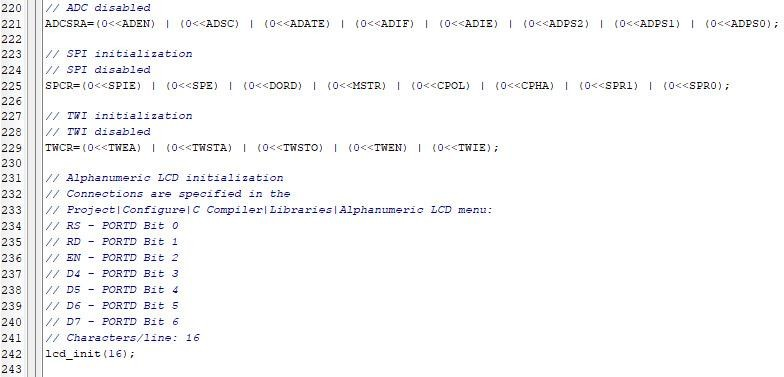 220 // ADC disabled
221 ADCSRA=(0<<ADEN) | (0<<ADSC) | (0<<ADATE) | (0<<ADIF) | (0<<ADIE) | (0<<ADPS2) | (0<<ADPS1) | (0<<ADPS0);
222
223 // SPI initialization
224 // SPI disabled
225 SPCR=(0<<SPIE) | (0<<SPE) | (0<<DORD) | (0<<MSTR) | (0<<CPOL) | (0<<CPHA) | (0<<SPR1) | (0<<SPR0);
226
227 // TWI initialization
228 // TWI disabled
229 TWCR=(0<<TWEA) | (0<<TWSTA) | (0<<TWSTO) | (0<<TWEN) | (0<<TWIE);
230
231 // Alphanumeric LCD initialization
232 // Connections are specified in the
233 // Project|Configure|C Compiler|Libraries|Alphanumeric LCD menu:
234 // RS - PORTD Bit 0
235 // RD - PORTD Bit 1
236 // EN - PORTD Bit 2
237 // D4 - PORTD Bit 3
238 // D5 - PORTD Bit 4
239 // D6 - PORTD Bit 5
240 // D7 - PORTD Bit 6
241 // Characters/line: 16
242 lcd_init(16);
243